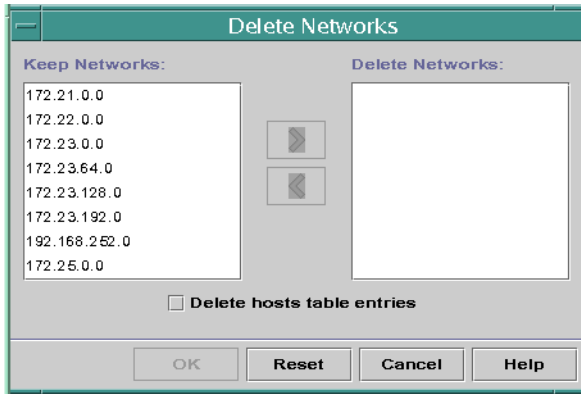 Delete Networks
Keep Networks:
Delete Networks:
172.21.0.0
172.22.0.0
172.23.0.0
172.23.64.0
172.23.128.0
172.23.192.0
192.168.252.0
172.25.0.0
Delete hosts table entries
OK
Reset
Cancel
Help